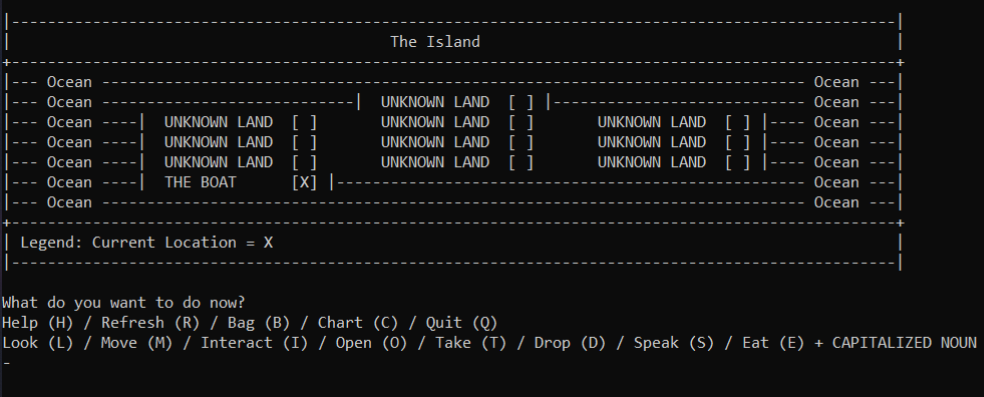 |--------------------------------------------------------------------------------------------------|
| The Island |
+--------------------------------------------------------------------------------------------------+
|--- Ocean ------------------------------------------------------------------------------ Ocean ---|
|--- Ocean ----------------------------| UNKNOWN LAND [ ] |---------------------------- Ocean ---|
|--- Ocean ----| UNKNOWN LAND [ ] UNKNOWN LAND [ ] UNKNOWN LAND [ ] |---- Ocean ---|
|--- Ocean ----| UNKNOWN LAND [ ] UNKNOWN LAND [ ] UNKNOWN LAND [ ] |---- Ocean ---|
|--- Ocean ----| UNKNOWN LAND [ ] UNKNOWN LAND [ ] UNKNOWN LAND [ ] |---- Ocean ---|
|--- Ocean ----| THE BOAT [X] |---------------------------------------------------- Ocean ---|
|--- Ocean ------------------------------------------------------------------------------ Ocean ---|
+--------------------------------------------------------------------------------------------------+
| Legend: Current Location = X |
|--------------------------------------------------------------------------------------------------|
What do you want to do now?
Help (H) / Refresh (R) / Bag (B) / Chart (C) / Quit (Q)
Look (L) / Move (M) / Interact (I) / Open (O) / Take (T) / Drop (D) / Speak (S) / Eat (E) + CAPITALIZED NOUN